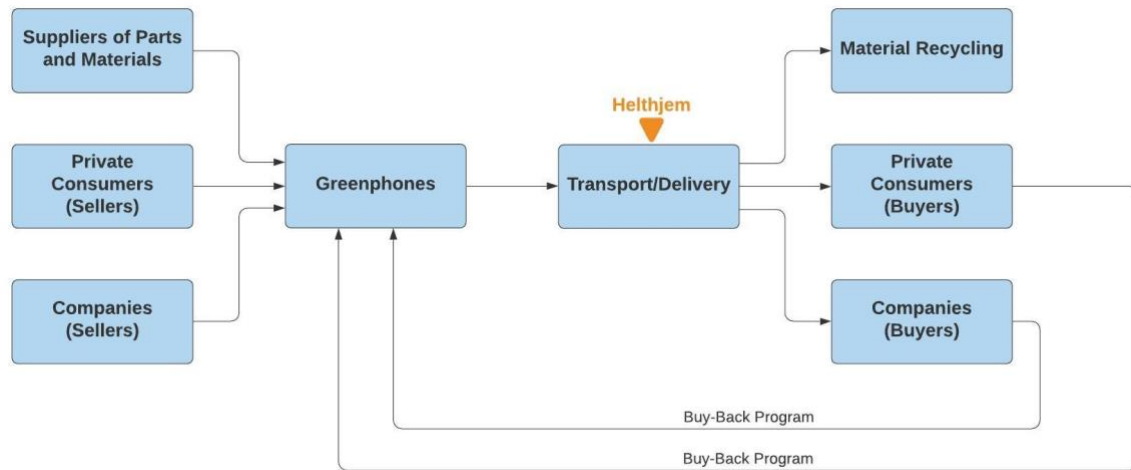 Suppliers of Parts
and Materials
Material Recycling
Helthjem
Private
Consumers
(Sellers)
Greenphones
Transport/Delivery
Private
Consumers
(Buyers)
Companies
(Sellers)
Companies
(Buyers)
Buy-Back Program
Buy-Back Program